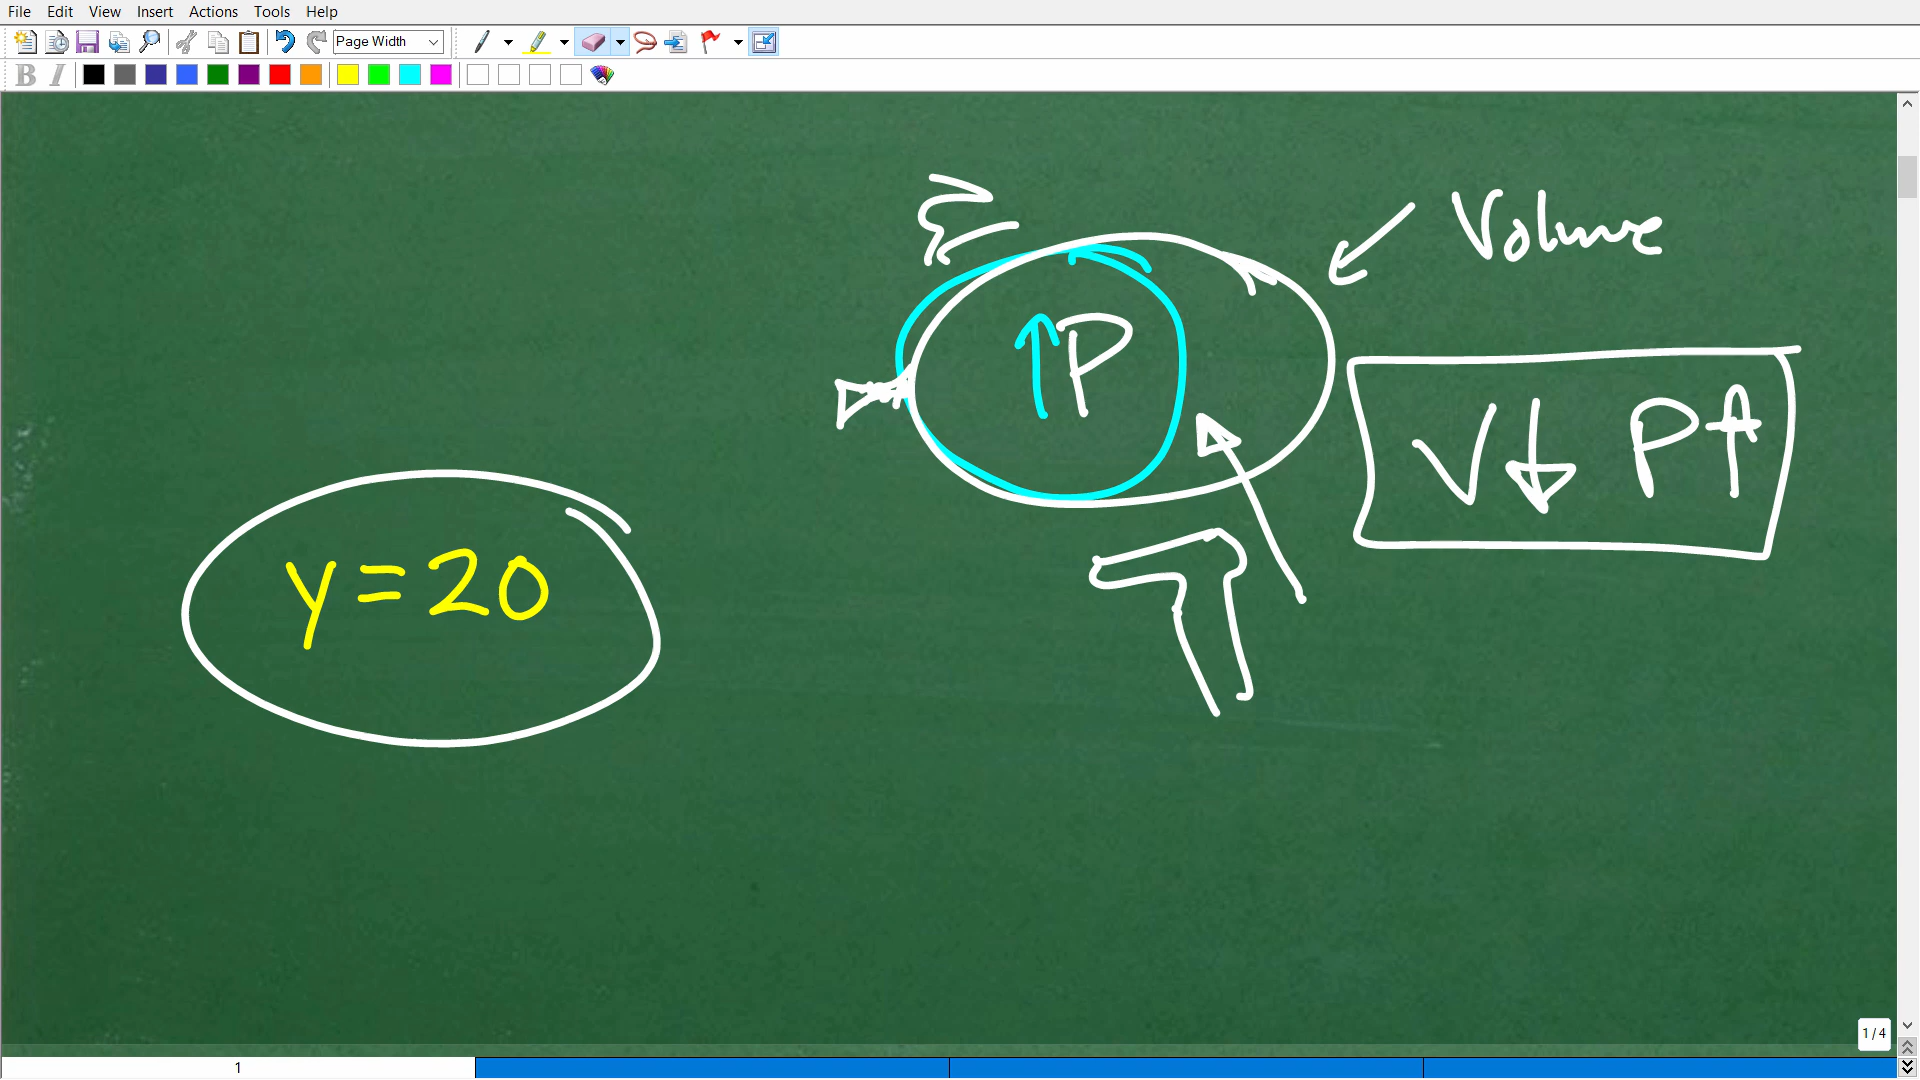 File Edit View Insert Actions Tools Help
Page Width
B I
Volume
↑P
V↓ P↑
y=20
1 / 4
1